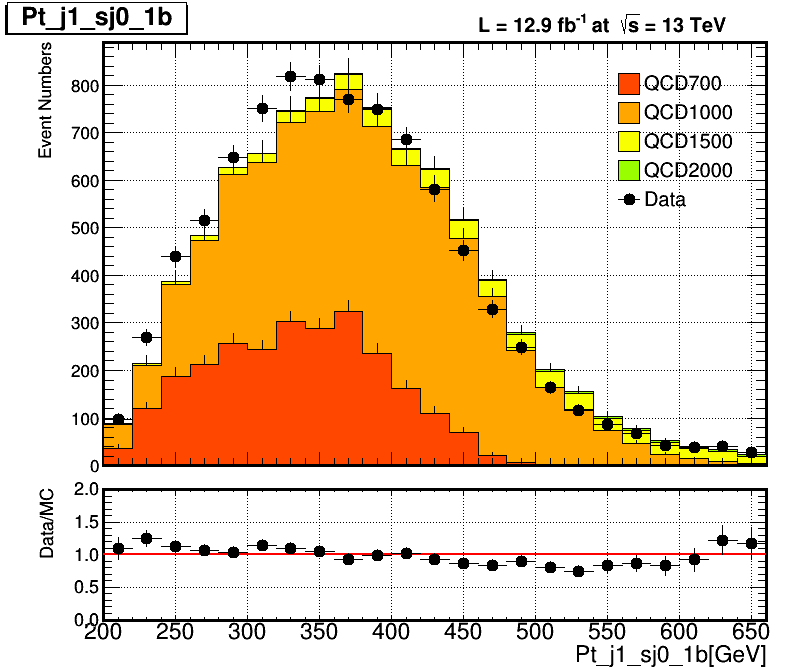 Pt_j1_sj0_1b
L = 12.9 fb⁻¹ at √s = 13 TeV
Event Numbers
800
700
600
500
400
300
200
100
0
QCD700
QCD1000
QCD1500
QCD2000
Data
Data/MC
2.0
1.5
1.0
0.5
0.0
200 250 300 350 400 450 500 550 600 650
Pt_j1_sj0_1b[GeV]